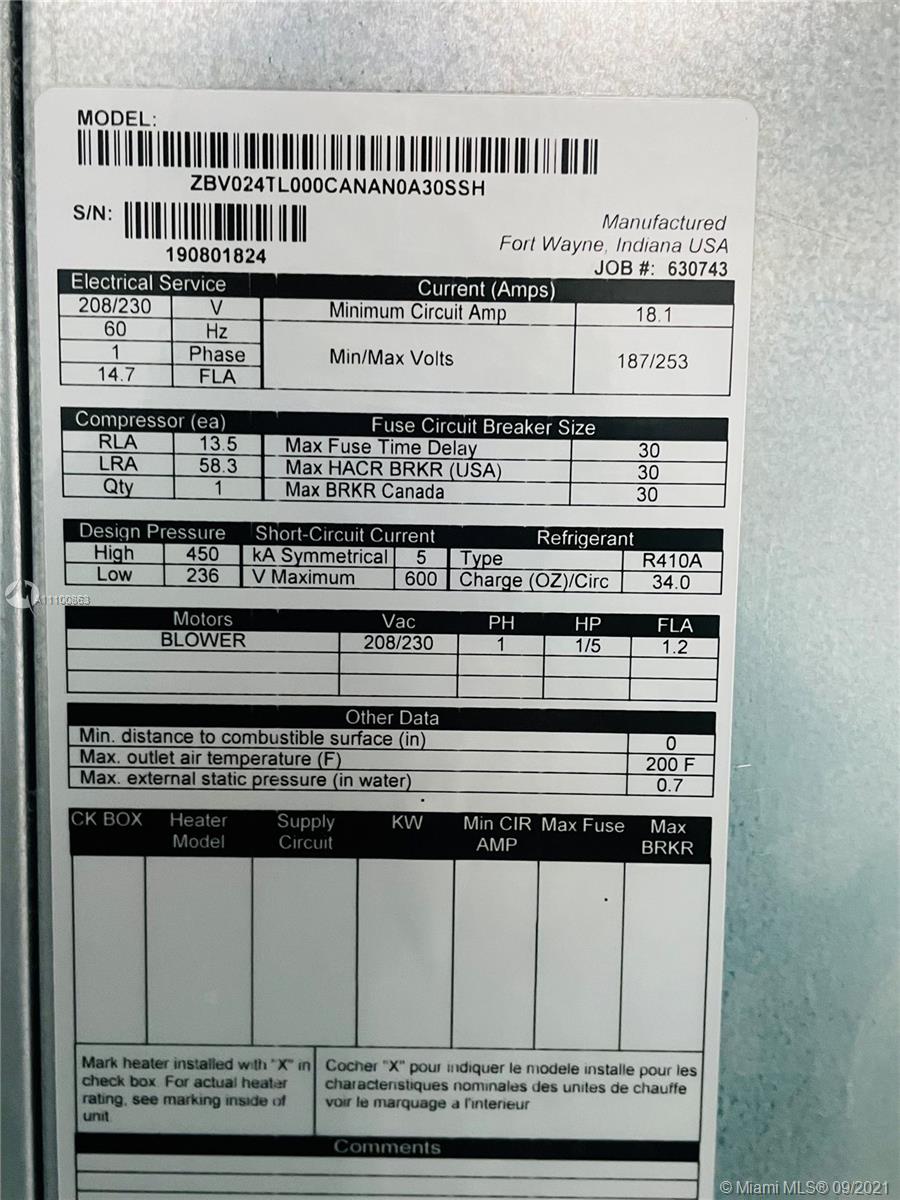 MODEL:
ZBV024TL000CANAN0A30SSH
S/N:
190801824
Manufactured
Fort Wayne, Indiana USA
JOB #: 630743
Electrical Service Current (Amps)
208/230 V Minimum Circuit Amp 18.1
60 Hz
1 Phase Min/Max Volts 187/253
14.7 FLA
Compressor (ea) Fuse Circuit Breaker Size
RLA 13.5 Max Fuse Time Delay 30
LRA 58.3 Max HACR BRKR (USA) 30
Qty 1 Max BRKR Canada 30
Design Pressure Short-Circuit Current Refrigerant
High 450 kA Symmetrical 5 Type R410A
Low 236 V Maximum 600 Charge (OZ)/Circ 34.0
A11100863
Motors Vac PH HP FLA
BLOWER 208/230 1 1/5 1.2
Other Data
Min. distance to combustible surface (in) 0
Max. outlet air temperature (F) 200 F
Max. external static pressure (in water) 0.7
CK BOX Heater Supply KW Min CIR Max Fuse Max
Model Circuit AMP BRKR
Mark heater installed with "X" in
check box. For actual heater
rating, see marking inside of
unit
Cocher "X" pour indiquer le modele installe pour les
characteristiques nominales des unites de chauffe
voir le marquage a l'interieur
Comments
© Miami MLS® 09/2021